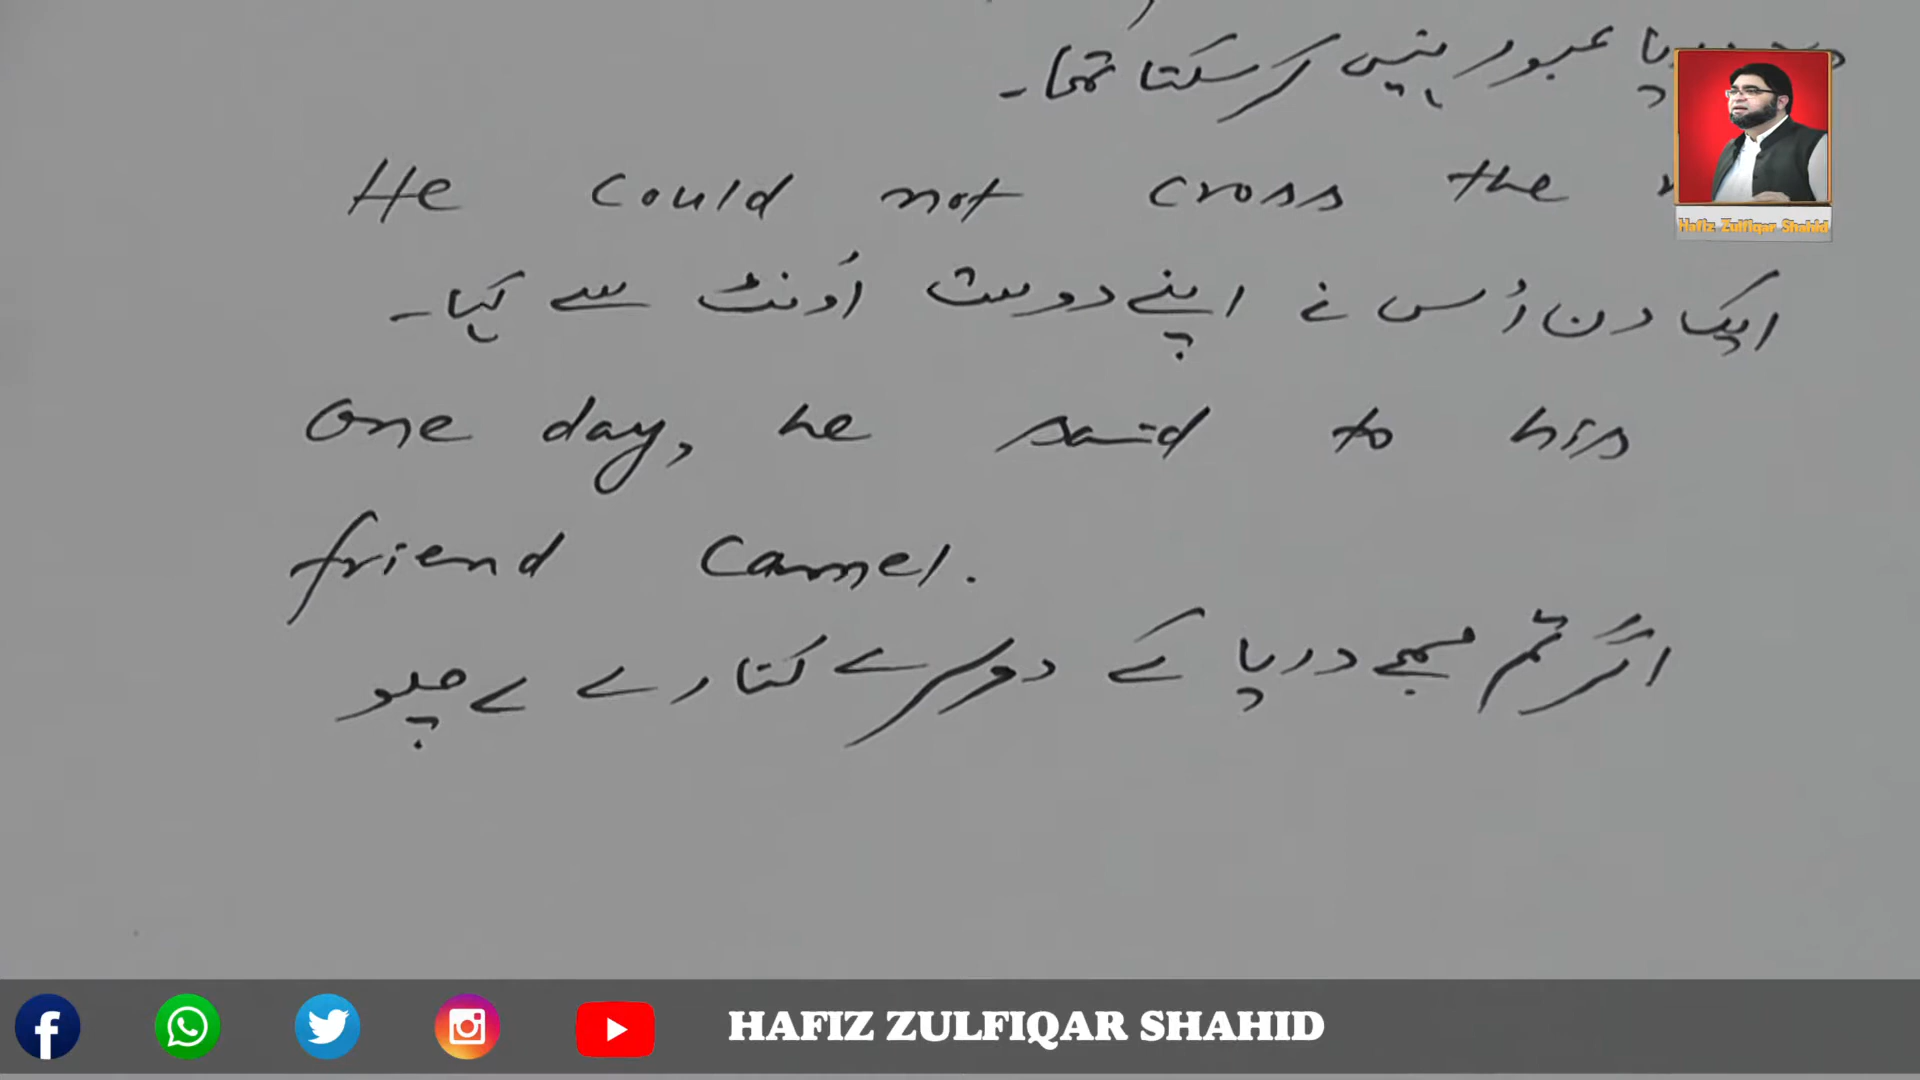 دریا عبور نہیں کر سکتا تھا۔
He could not cross the
ایک دن اُس نے اپنے دوست اُونٹ سے کہا۔
One day, he said to his
friend Camel.
اگر تم مجھے دریا کے دوسرے کنارے لے چلو
Hafiz Zulfiqar Shahid
HAFIZ ZULFIQAR SHAHID